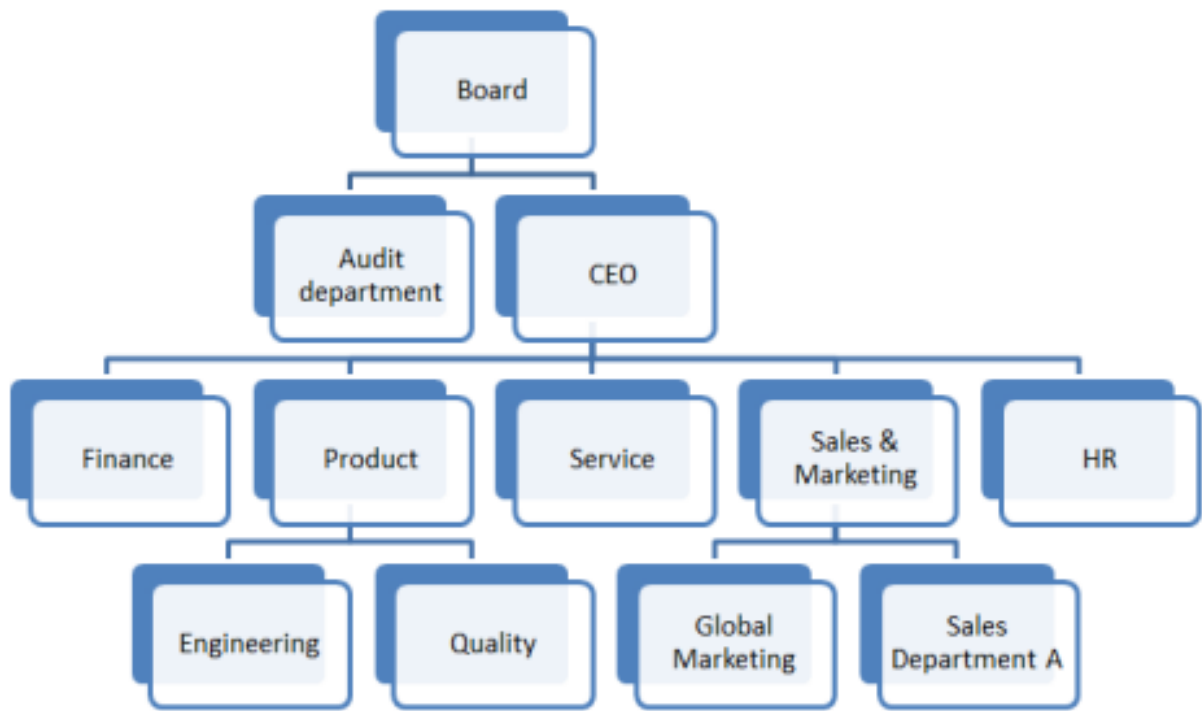 Board
Audit
department
CEO
Finance
Product
Service
Sales &
Marketing
HR
Engineering
Quality
Global
Marketing
Sales
Department A